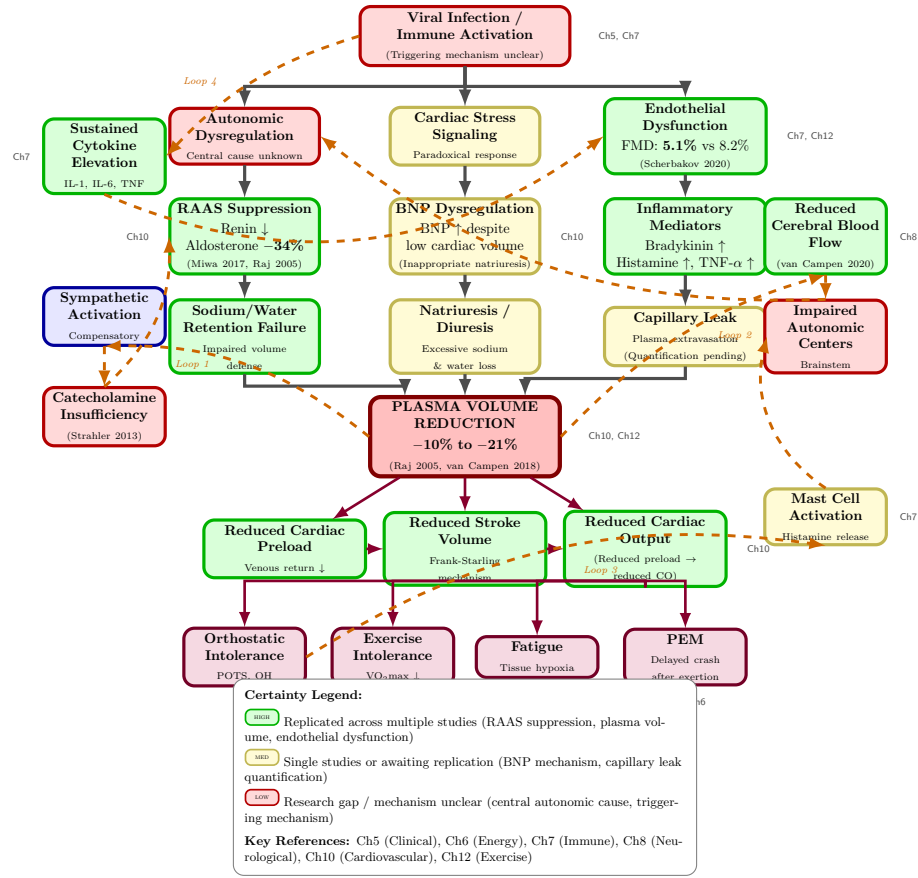 Viral Infection /
Immune Activation
(Triggering mechanism unclear)
Ch5, Ch7
Loop 4
Sustained
Cytokine
Elevation
IL-1, IL-6, TNF
Ch7
Autonomic
Dysregulation
Central cause unknown
Cardiac Stress
Signaling
Paradoxical response
Endothelial
Dysfunction
FMD: 5.1% vs 8.2%
(Scherbakov 2020)
Ch7, Ch12
RAAS Suppression
Renin ↓
Aldosterone −34%
(Miwa 2017, Raj 2005)
Ch10
BNP Dysregulation
BNP ↑ despite
low cardiac volume
(Inappropriate natriuresis)
Ch10
Inflammatory
Mediators
Bradykinin ↑
Histamine ↑, TNF-α ↑
Reduced
Cerebral Blood
Flow
(van Campen 2020)
Ch8
Sympathetic
Activation
Compensatory
Sodium/Water
Retention Failure
Impaired volume
defense
Loop 1
Natriuresis /
Diuresis
Excessive sodium
& water loss
Capillary Leak
Plasma extravasation
(Quantification pending)
Loop 2
Impaired
Autonomic
Centers
Brainstem
Catecholamine
Insufficiency
(Strahler 2013)
PLASMA VOLUME
REDUCTION
−10% to −21%
(Raj 2005, van Campen 2018)
Ch10, Ch12
Mast Cell
Activation
Histamine release
Ch7
Reduced Cardiac
Preload
Venous return ↓
Reduced Stroke
Volume
Frank-Starling
mechanism
Reduced Cardiac
Output
(Reduced preload →
reduced CO)
Ch10
Loop 3
Orthostatic
Intolerance
POTS, OH
Exercise
Intolerance
VO₂max ↓
Fatigue
Tissue hypoxia
PEM
Delayed crash
after exertion
Certainty Legend:
HIGH Replicated across multiple studies (RAAS suppression, plasma vol-
ume, endothelial dysfunction)
MED Single studies or awaiting replication (BNP mechanism, capillary leak
quantification)
LOW Research gap / mechanism unclear (central autonomic cause, trigger-
ing mechanism)
Key References: Ch5 (Clinical), Ch6 (Energy), Ch7 (Immune), Ch8 (Neu-
rological), Ch10 (Cardiovascular), Ch12 (Exercise)